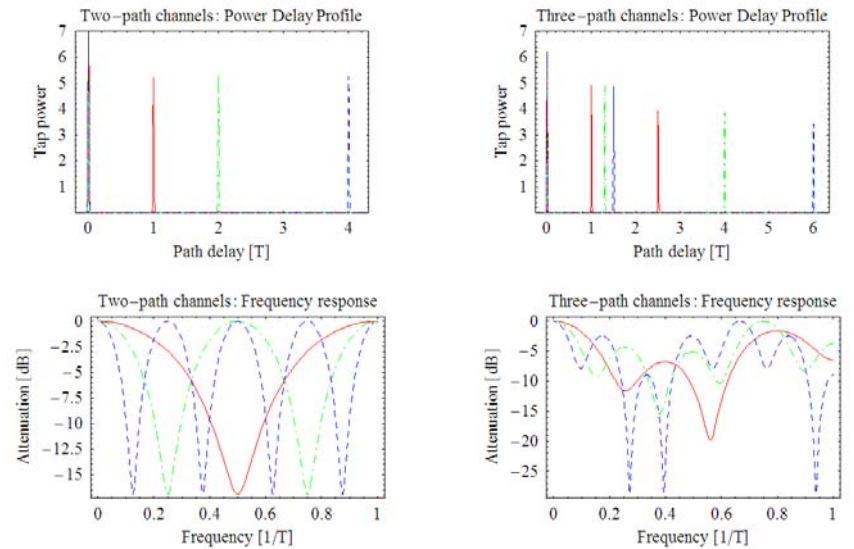 Two-path channels: Power Delay Profile
7
6
5
4
3
2
1
Tap power
0 1 2 3 4
Path delay [T]
Three-path channels: Power Delay Profile
7
6
5
4
3
2
1
Tap power
0 1 2 3 4 5 6
Path delay [T]
Two-path channels: Frequency response
0
-2.5
-5
-7.5
-10
-12.5
-15
Attenuation [dB]
0 0.2 0.4 0.6 0.8 1
Frequency [1/T]
Three-path channels: Frequency response
0
-5
-10
-15
-20
-25
Attenuation [dB]
0 0.2 0.4 0.6 0.8 1
Frequency [1/T]